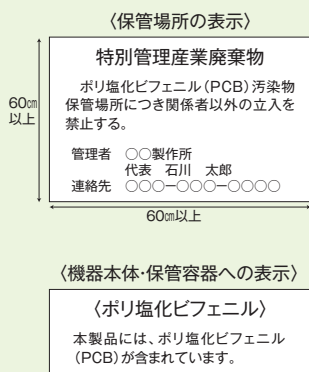 〈保管場所の表示〉
特別管理産業廃棄物
ポリ塩化ビフェニル(PCB)汚染物
保管場所につき関係者以外の立入を
禁止する。
管理者 ○○製作所
代表 石川 太郎
連絡先 ○○○ー○○○ー○○○○
60㎝
以上
60㎝以上
〈機器本体・保管容器への表示〉
〈ポリ塩化ビフェニル〉
本製品には、ポリ塩化ビフェニル
(PCB)が含まれています。